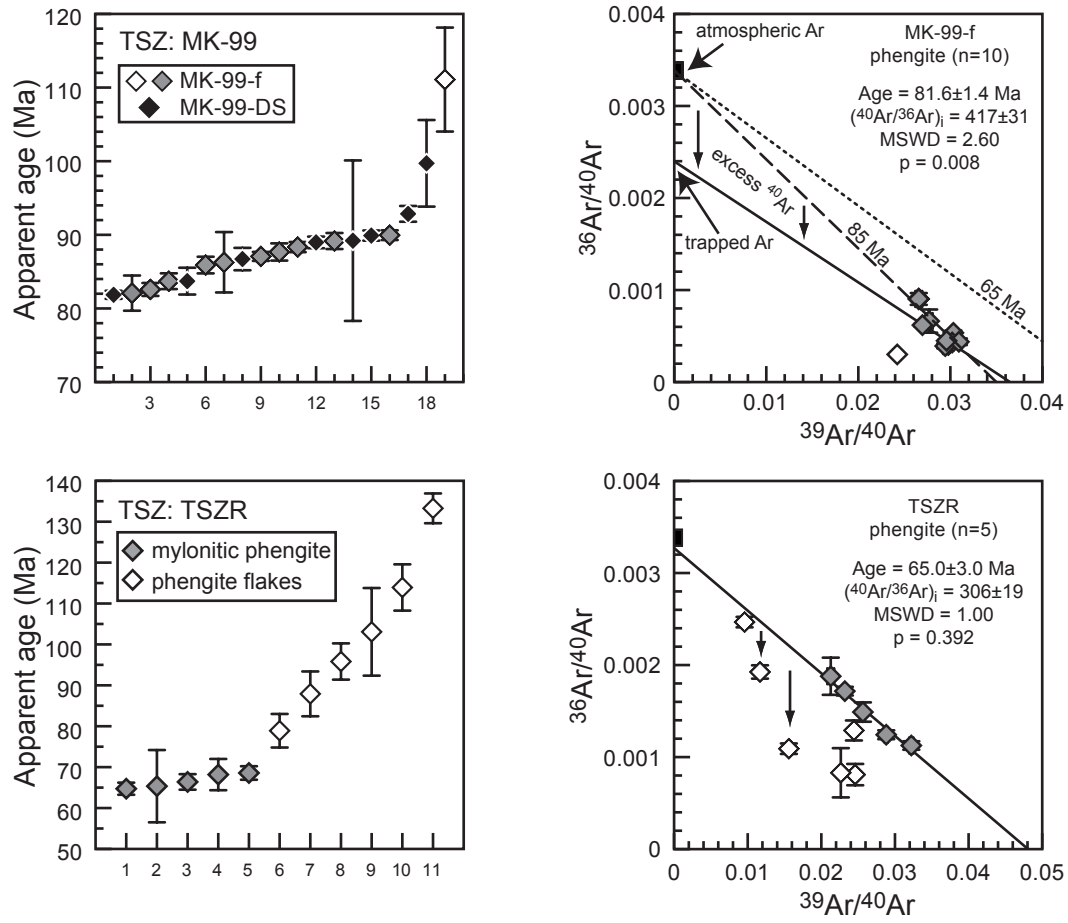 TSZ: MK-99
MK-99-f
MK-99-DS
Apparent age (Ma)
120
110
100
90
80
70
3 6 9 12 15 18
atmospheric Ar
MK-99-f
phengite (n=10)
Age = 81.6±1.4 Ma
(⁴⁰Ar/³⁶Ar)ᵢ = 417±31
MSWD = 2.60
p = 0.008
excess ⁴⁰Ar
85 Ma
65 Ma
trapped Ar
³⁶Ar/⁴⁰Ar
0.004
0.003
0.002
0.001
0
0 0.01 0.02 0.03 0.04
³⁹Ar/⁴⁰Ar
TSZ: TSZR
mylonitic phengite
phengite flakes
Apparent age (Ma)
140
130
120
110
100
90
80
70
60
50
1 2 3 4 5 6 7 8 9 10 11
TSZR
phengite (n=5)
Age = 65.0±3.0 Ma
(⁴⁰Ar/³⁶Ar)ᵢ = 306±19
MSWD = 1.00
p = 0.392
³⁶Ar/⁴⁰Ar
0.004
0.003
0.002
0.001
0
0 0.01 0.02 0.03 0.04 0.05
³⁹Ar/⁴⁰Ar